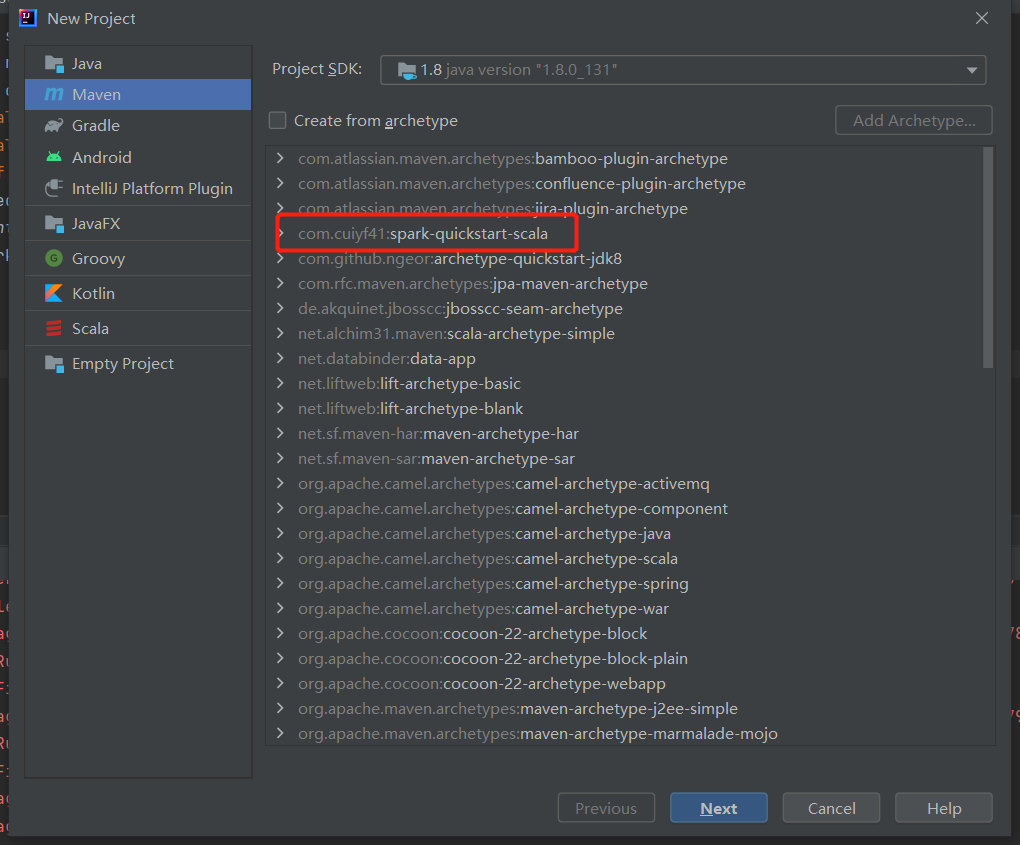 New Project
Java
Maven
Gradle
Android
IntelliJ Platform Plugin
JavaFX
Groovy
Kotlin
Scala
Empty Project
Project SDK: 1.8 java version "1.8.0_131"
Create from archetype
Add Archetype...
com.atlassian.maven.archetypes:bamboo-plugin-archetype
com.atlassian.maven.archetypes:confluence-plugin-archetype
com.atlassian.maven.archetypes:jira-plugin-archetype
com.cuiyf41:spark-quickstart-scala
com.github.ngeor:archetype-quickstart-jdk8
com.rfc.maven.archetypes:jpa-maven-archetype
de.akquinet.jbosscc:jbosscc-seam-archetype
net.alchim31.maven:scala-archetype-simple
net.databinder:data-app
net.liftweb:lift-archetype-basic
net.liftweb:lift-archetype-blank
net.sf.maven-har:maven-archetype-har
net.sf.maven-sar:maven-archetype-sar
org.apache.camel.archetypes:camel-archetype-activemq
org.apache.camel.archetypes:camel-archetype-component
org.apache.camel.archetypes:camel-archetype-java
org.apache.camel.archetypes:camel-archetype-scala
org.apache.camel.archetypes:camel-archetype-spring
org.apache.camel.archetypes:camel-archetype-war
org.apache.cocoon:cocoon-22-archetype-block
org.apache.cocoon:cocoon-22-archetype-block-plain
org.apache.cocoon:cocoon-22-archetype-webapp
org.apache.maven.archetypes:maven-archetype-j2ee-simple
org.apache.maven.archetypes:maven-archetype-marmalade-mojo
Previous
Next
Cancel
Help